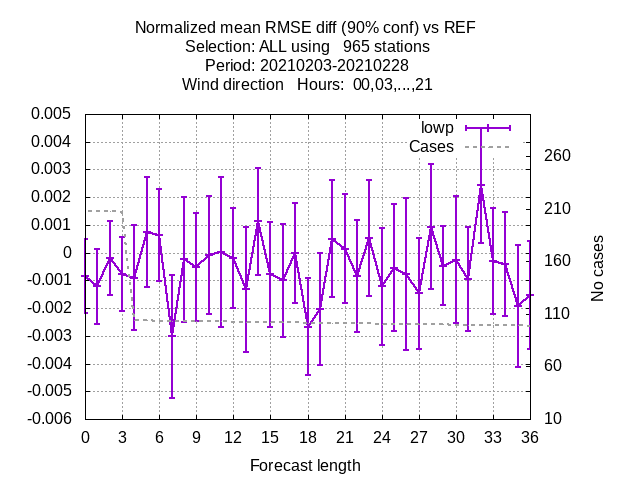 Normalized mean RMSE diff (90% conf) vs REF
Selection: ALL using   965 stations
Period: 20210203-20210228
Wind direction   Hours:  00,03,...,21
lowp
Cases
0.005
0.004
0.003
0.002
0.001
0
-0.001
-0.002
-0.003
-0.004
-0.005
-0.006
260
210
160
110
60
10
No cases
0 3 6 9 12 15 18 21 24 27 30 33 36
Forecast length